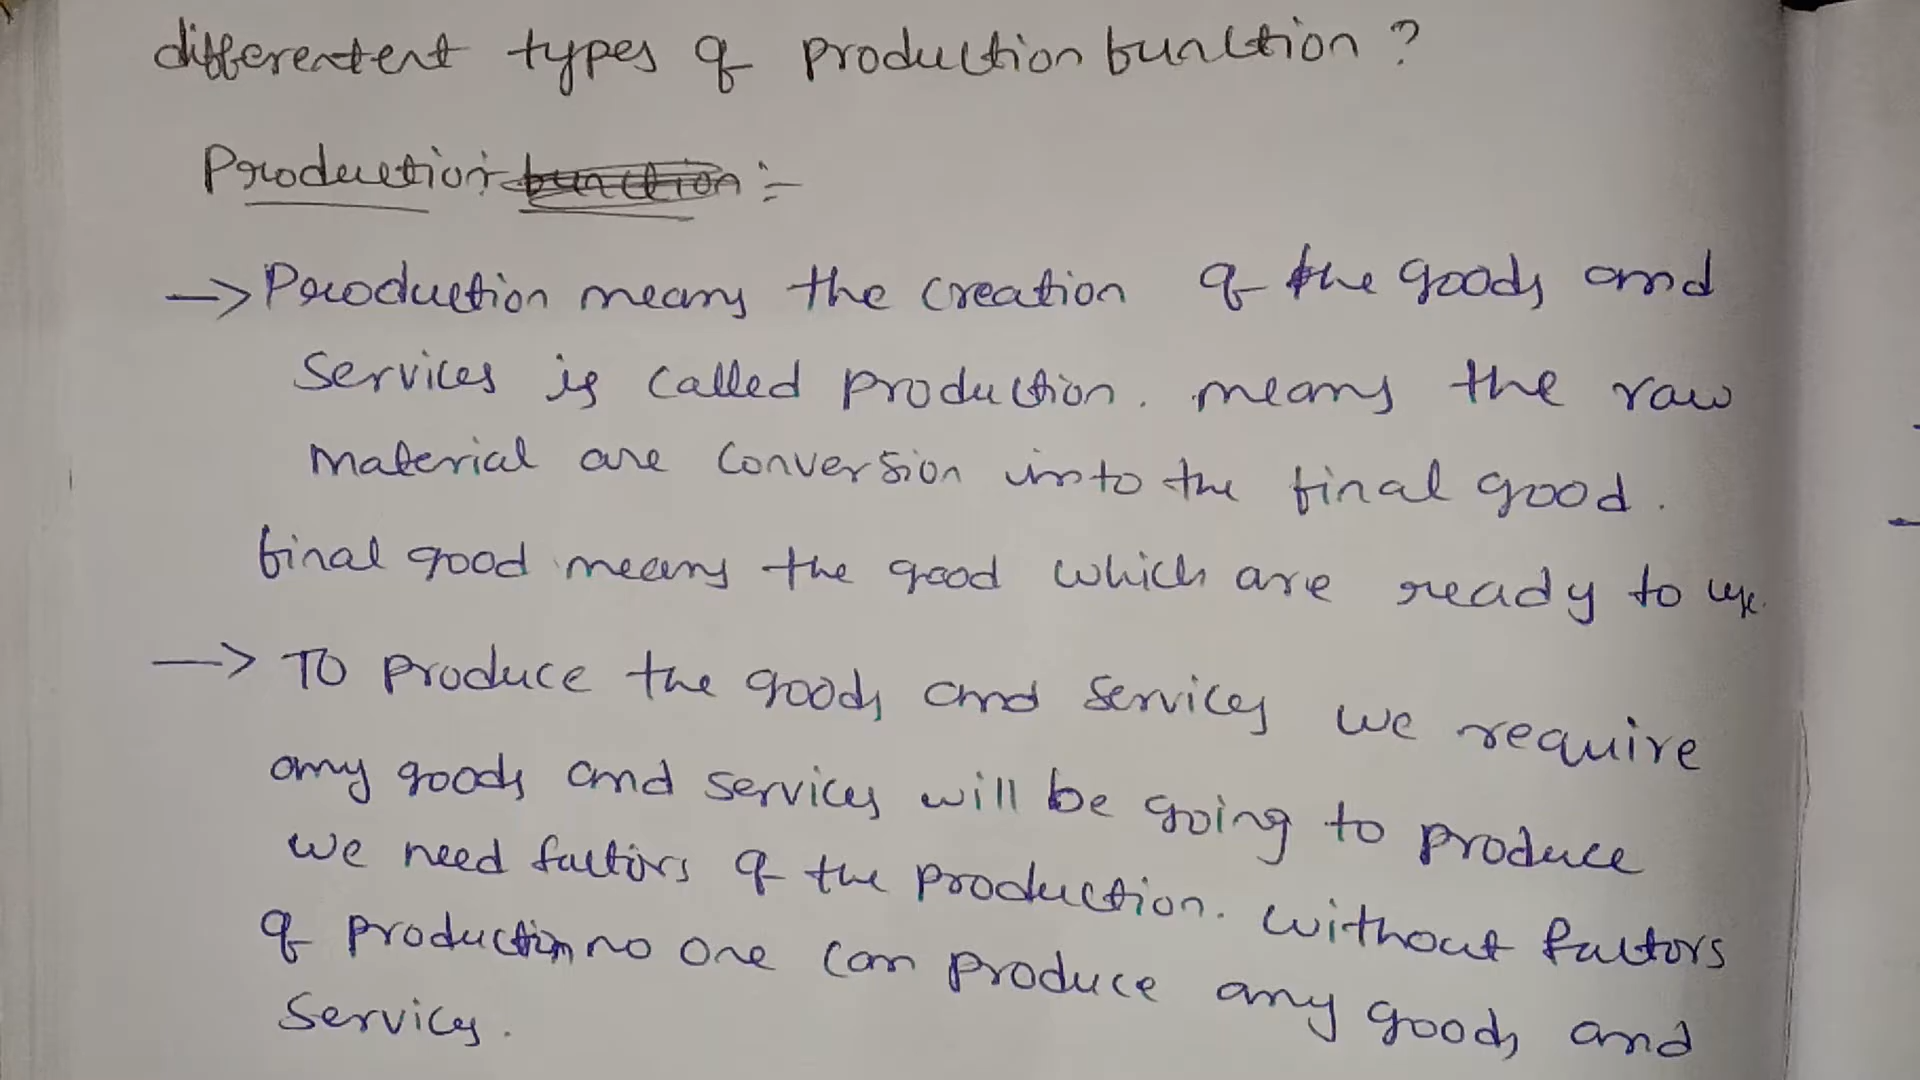 differentent types of production function?
Production :-
→ Production means the creation of the goods and
services is called production. means the raw
material are conversion into the final good.
final good means the good which are ready to use.
→ To produce the goods and services we require
any goods and services will be going to produce
we need factors of the production. without factors
of production no one can produce any goods and
services.